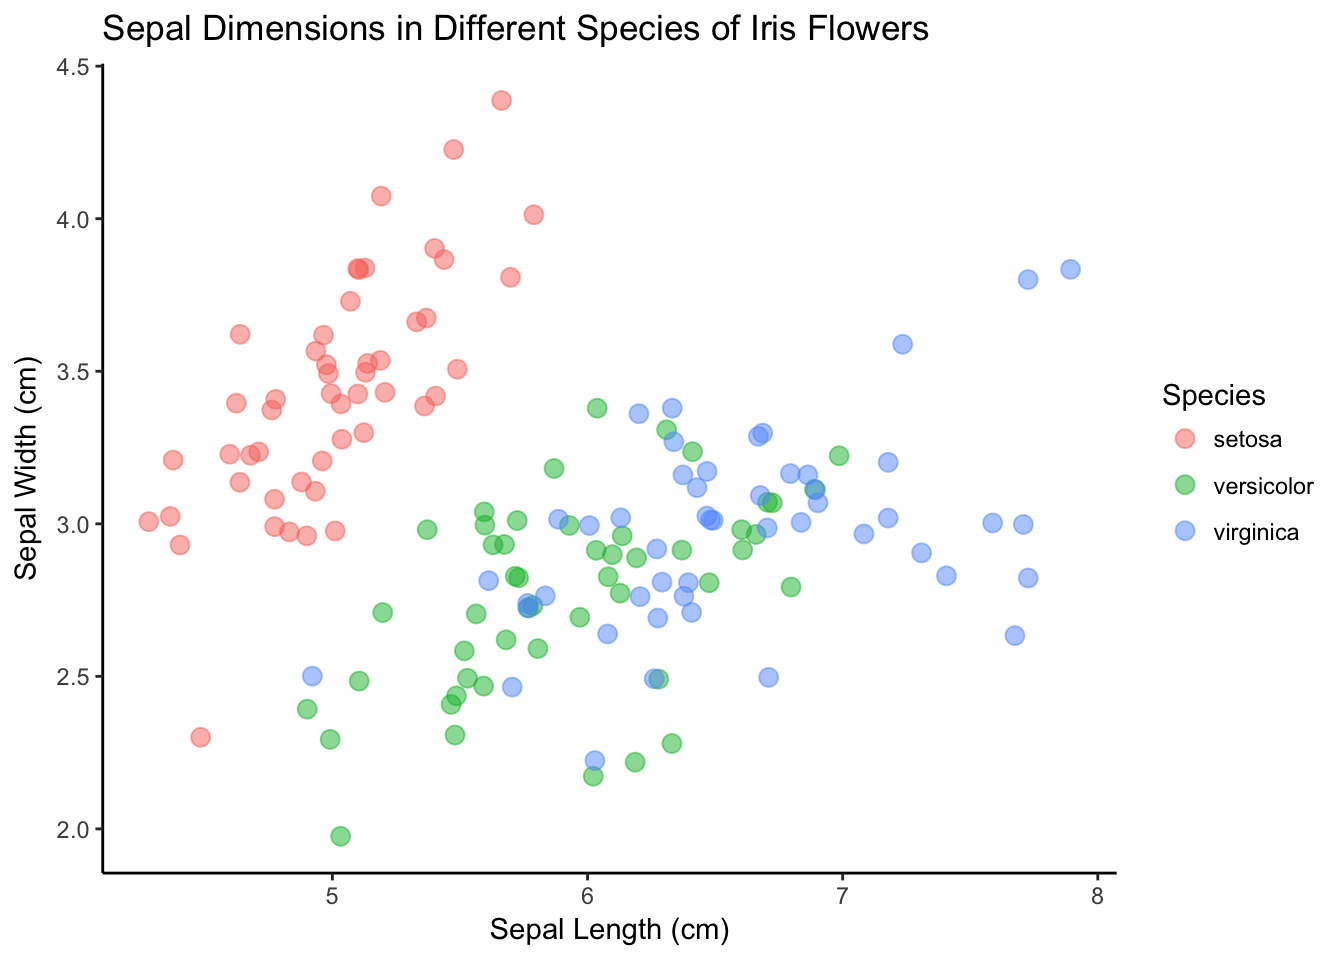 Sepal Dimensions in Different Species of Iris Flowers
4.5
4.0
3.5
3.0
2.5
2.0
Sepal Width (cm)
5 6 7 8
Sepal Length (cm)
Species
setosa
versicolor
virginica